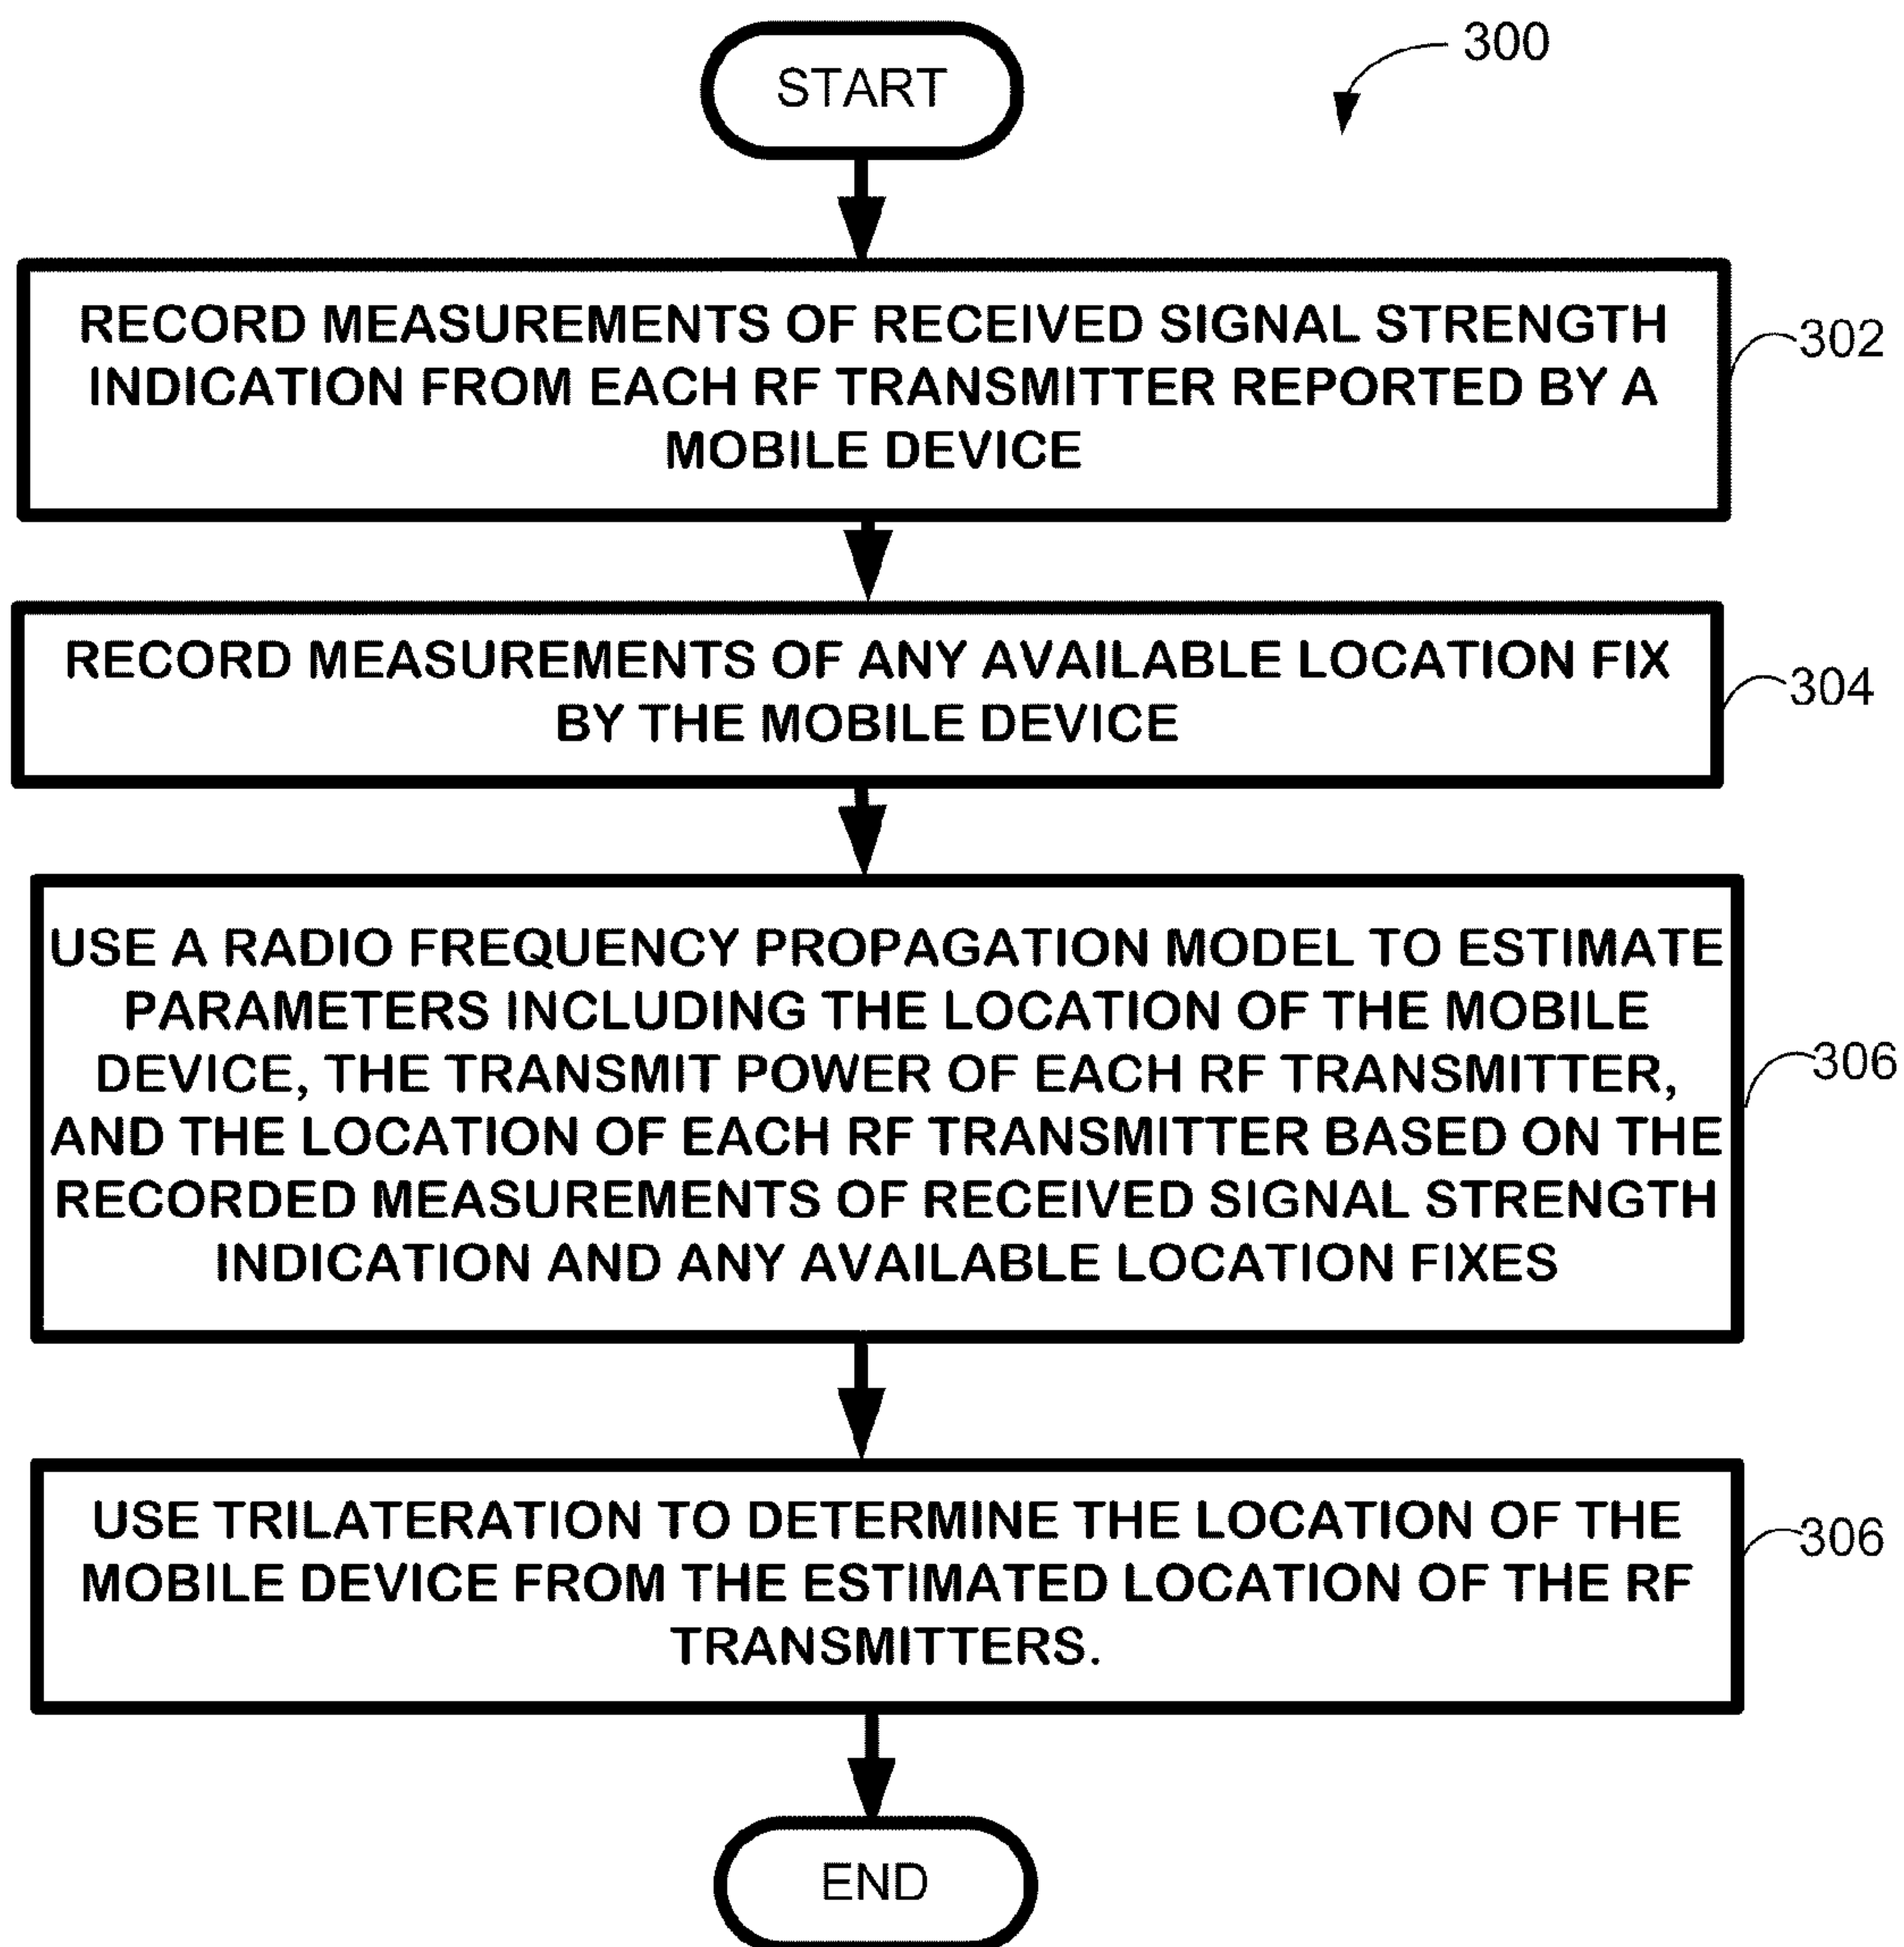 START
300
RECORD MEASUREMENTS OF RECEIVED SIGNAL STRENGTH
INDICATION FROM EACH RF TRANSMITTER REPORTED BY A
MOBILE DEVICE
302
RECORD MEASUREMENTS OF ANY AVAILABLE LOCATION FIX
BY THE MOBILE DEVICE
304
USE A RADIO FREQUENCY PROPAGATION MODEL TO ESTIMATE
PARAMETERS INCLUDING THE LOCATION OF THE MOBILE
DEVICE, THE TRANSMIT POWER OF EACH RF TRANSMITTER,
AND THE LOCATION OF EACH RF TRANSMITTER BASED ON THE
RECORDED MEASUREMENTS OF RECEIVED SIGNAL STRENGTH
INDICATION AND ANY AVAILABLE LOCATION FIXES
306
USE TRILATERATION TO DETERMINE THE LOCATION OF THE
MOBILE DEVICE FROM THE ESTIMATED LOCATION OF THE RF
TRANSMITTERS.
306
END